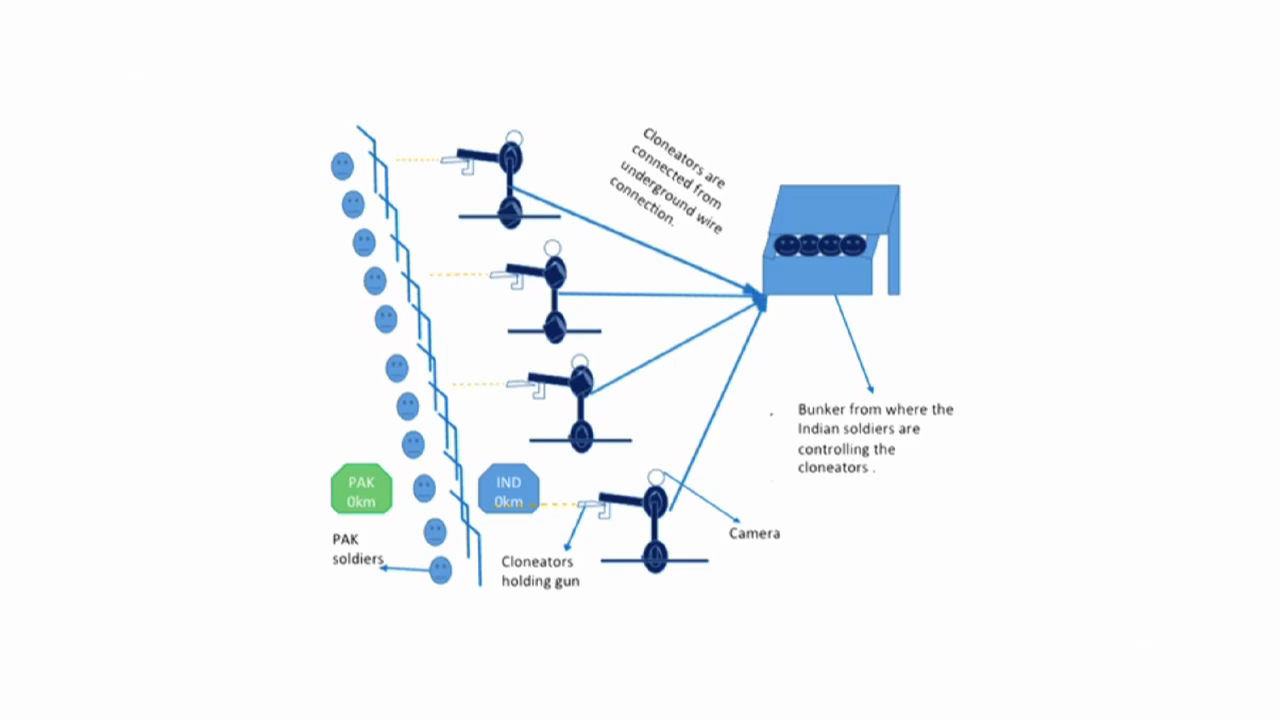 Cloneators are
connected from
underground wire
connection.
Bunker from where the
Indian soldiers are
controlling the
cloneators .
PAK
0km
IND
0km
PAK
soldiers
Cloneators
holding gun
Camera